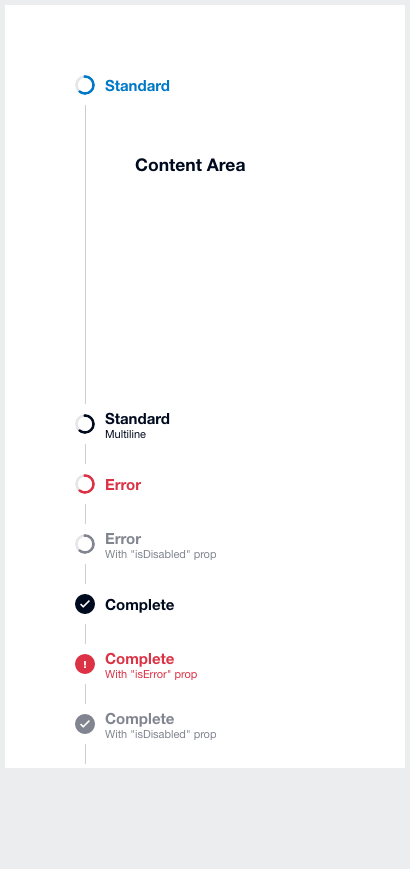 Standard
Content Area
Standard
Multiline
Error
Error
With "isDisabled" prop
Complete
Complete
With "isError" prop
Complete
With "isDisabled" prop